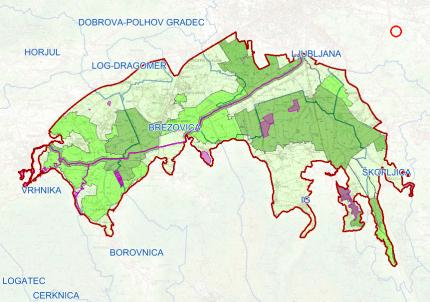 DOBROVA-POLHOV GRADEC
HORJUL
LJUBLJANA
LOG-DRAGOMER
BREZOVICA
ŠKOFLJICA
VRHNIKA
IG
BOROVNICA
LOGATEC
CERKNICA